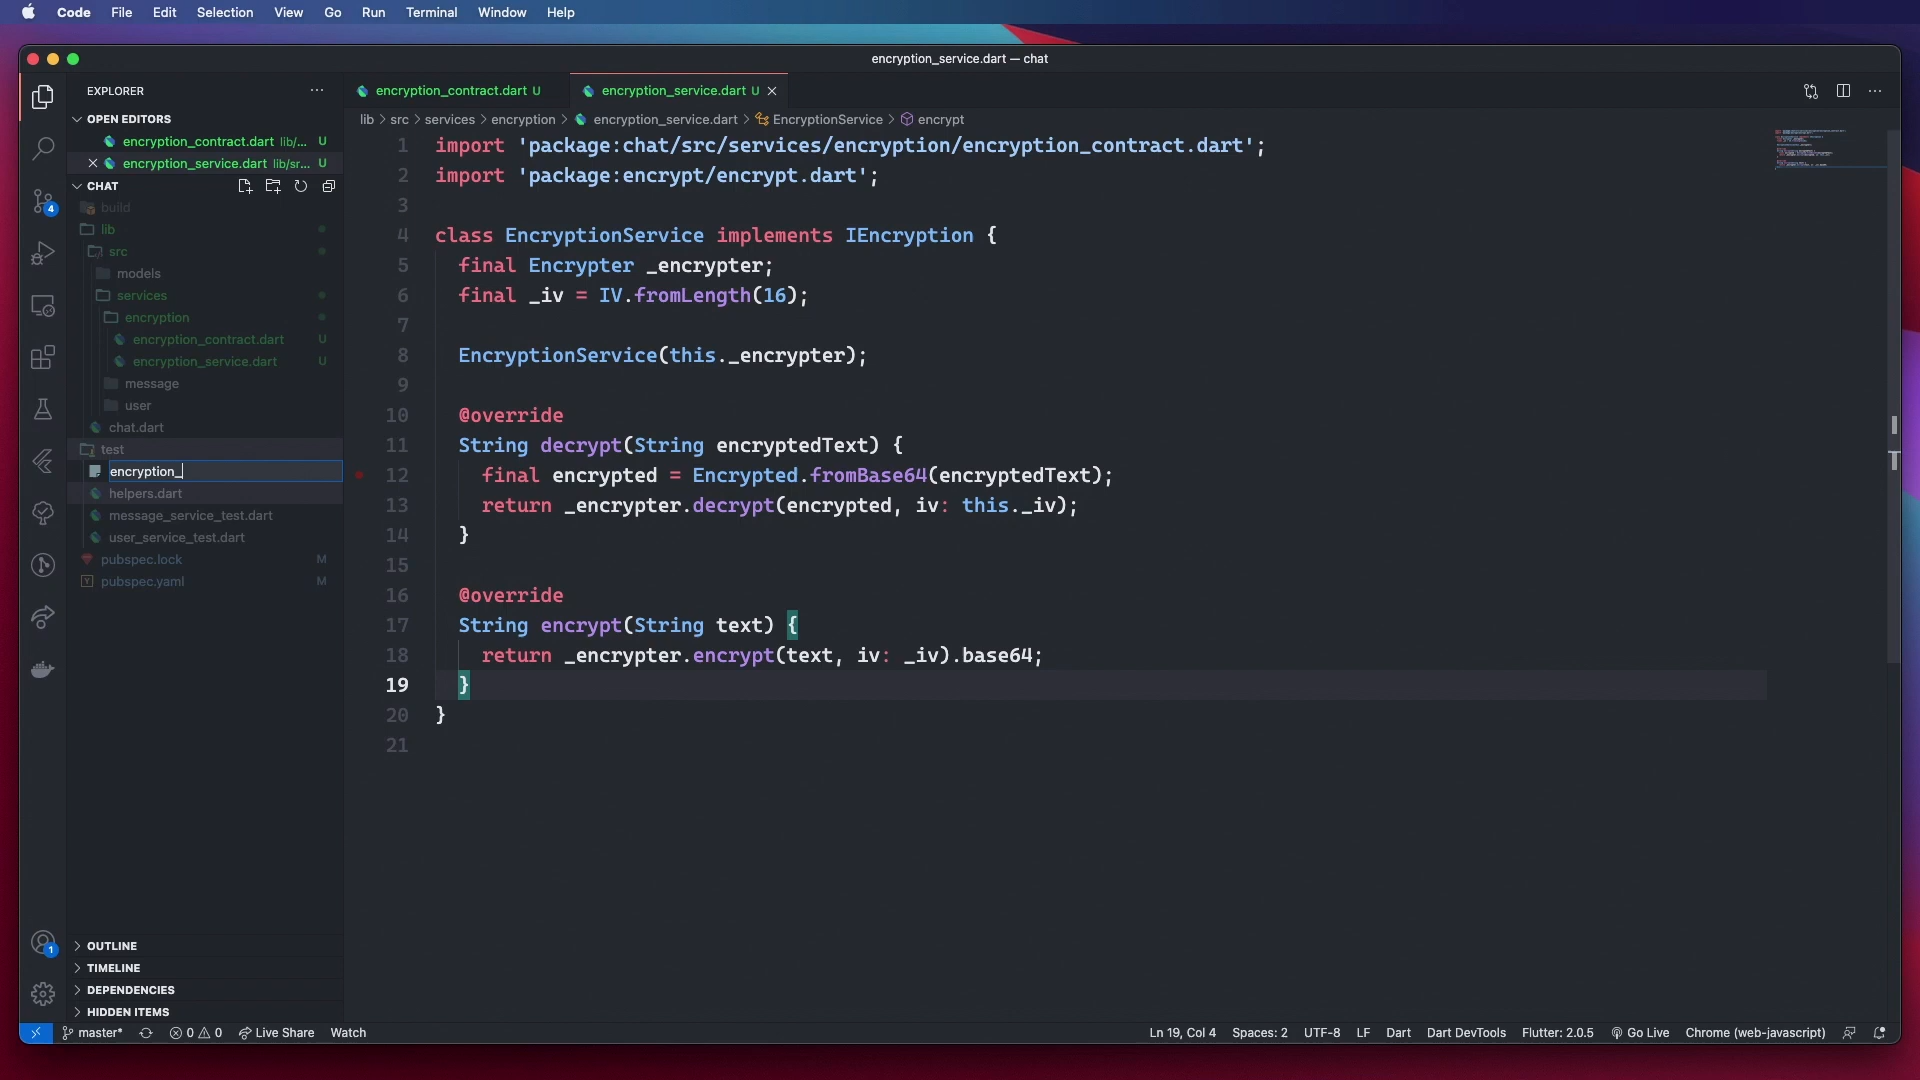 Code File Edit Selection View Go Run Terminal Window Help
encryption_service.dart — chat
EXPLORER
encryption_contract.dart U
encryption_service.dart U
OPEN EDITORS
lib > src > services > encryption > encryption_service.dart > EncryptionService > encrypt
encryption_contract.dart lib/... U
encryption_service.dart lib/sr... U
CHAT
build
lib
src
models
services
encryption
encryption_contract.dart U
encryption_service.dart U
message
user
chat.dart
test
encryption_
helpers.dart
message_service_test.dart
user_service_test.dart
pubspec.lock M
pubspec.yaml M
OUTLINE
TIMELINE
DEPENDENCIES
HIDDEN ITEMS
4
1
1 import 'package:chat/src/services/encryption/encryption_contract.dart';
2 import 'package:encrypt/encrypt.dart';
3
4 class EncryptionService implements IEncryption {
5 final Encrypter _encrypter;
6 final _iv = IV.fromLength(16);
7
8 EncryptionService(this._encrypter);
9
10 @override
11 String decrypt(String encryptedText) {
12 final encrypted = Encrypted.fromBase64(encryptedText);
13 return _encrypter.decrypt(encrypted, iv: this._iv);
14 }
15
16 @override
17 String encrypt(String text) {
18 return _encrypter.encrypt(text, iv: _iv).base64;
19 }
20 }
21
master* 0 0 Live Share Watch
Ln 19, Col 4 Spaces: 2 UTF-8 LF Dart Dart DevTools Flutter: 2.0.5 Go Live Chrome (web-javascript)